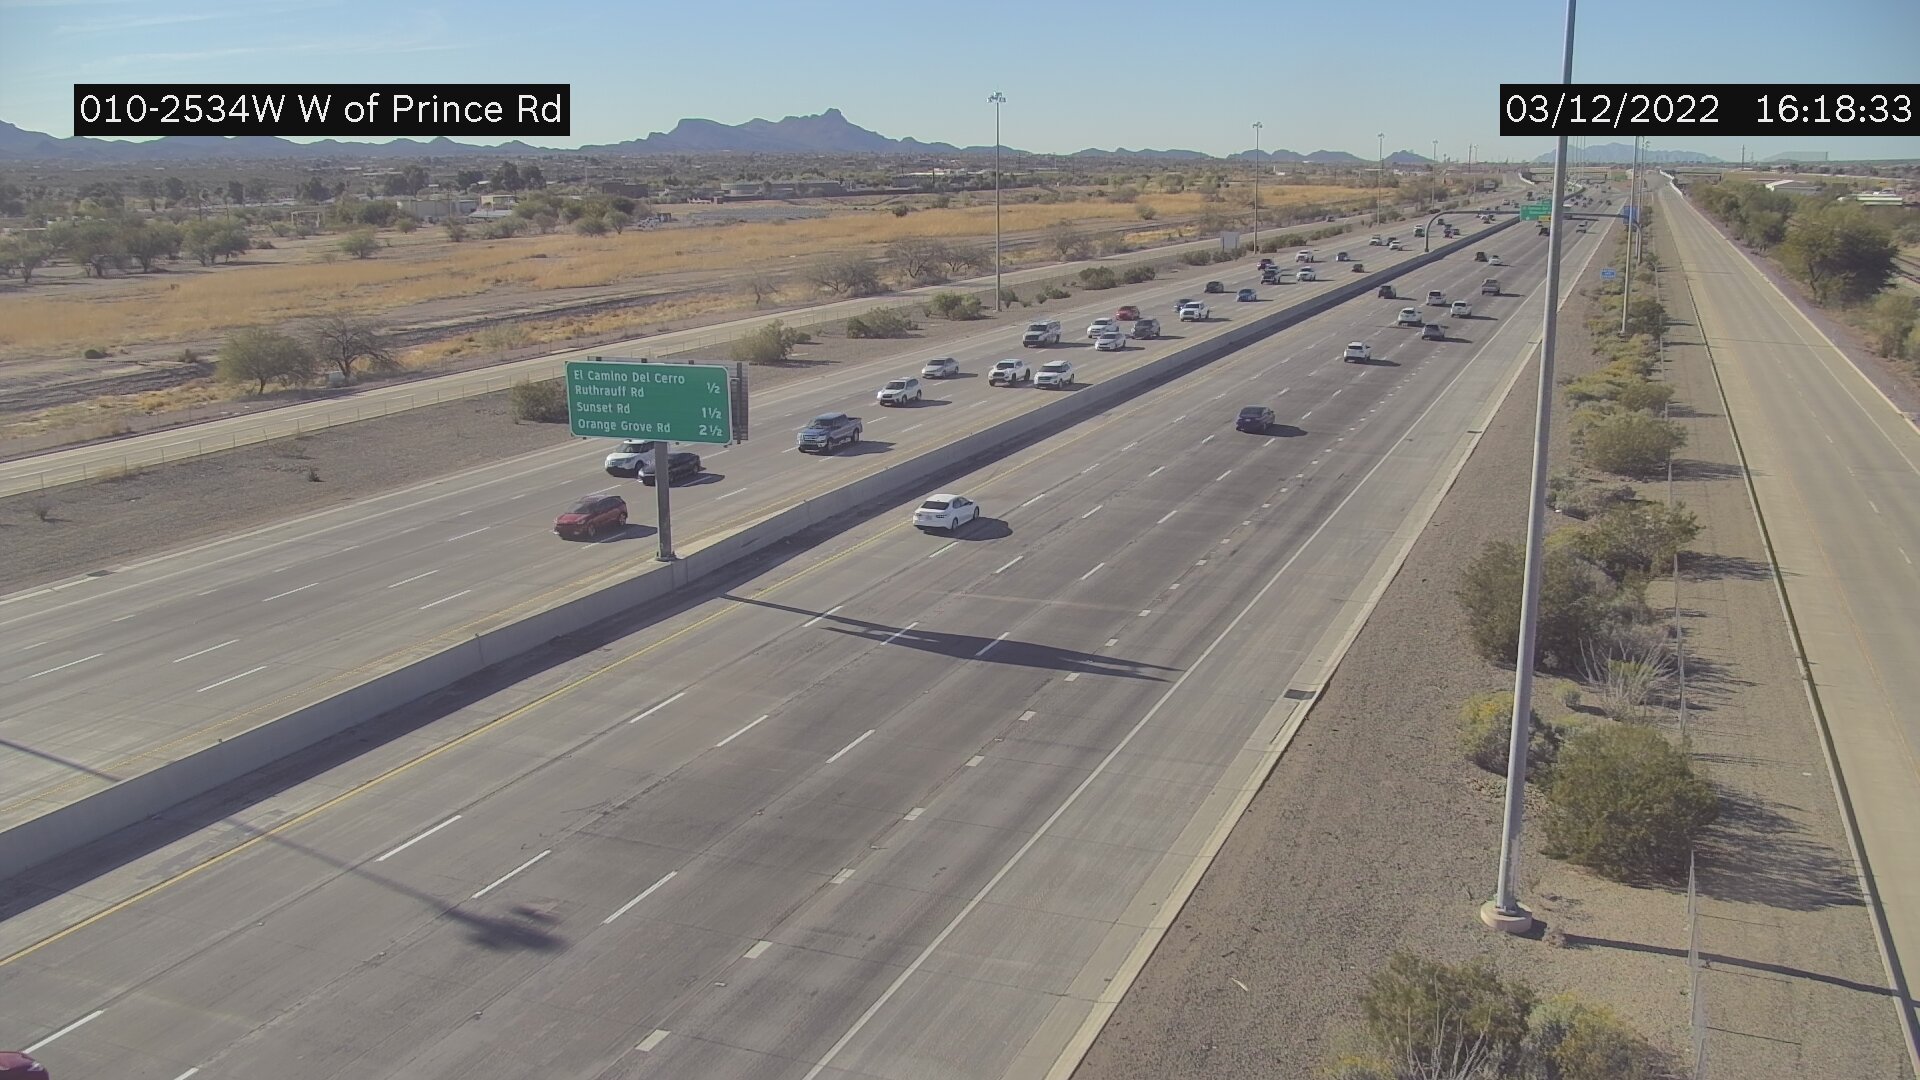 010-2534W W of Prince Rd
03/12/2022 16:18:33
El Camino Del Cerro
Ruthrauff Rd 1/2
Sunset Rd 1 1/2
Orange Grove Rd 2 1/2